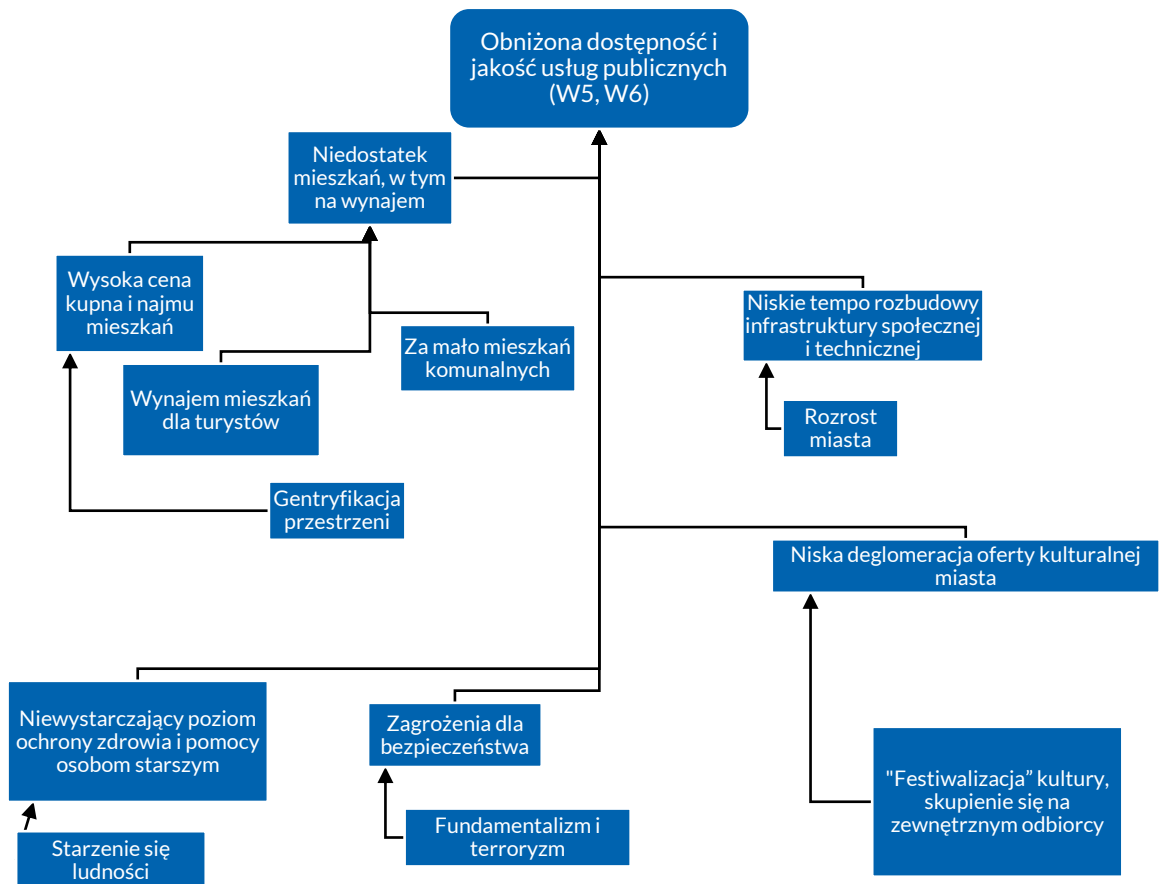 Obniżona dostępność i
jakość usług publicznych
(W5, W6)
Niedostatek
mieszkań, w tym
na wynajem
Wysoka cena
kupna i najmu
mieszkań
Niskie tempo rozbudowy
infrastruktury społecznej
i technicznej
Za mało mieszkań
komunalnych
Wynajem mieszkań
dla turystów
Rozrost
miasta
Gentryfikacja
przestrzeni
Niska deglomeracja oferty kulturalnej
miasta
Niewystarczający poziom
ochrony zdrowia i pomocy
osobom starszym
Zagrożenia dla
bezpieczeństwa
"Festiwalizacja” kultury,
skupienie się na
zewnętrznym odbiorcy
Fundamentalizm i
terroryzm
Starzenie się
ludności